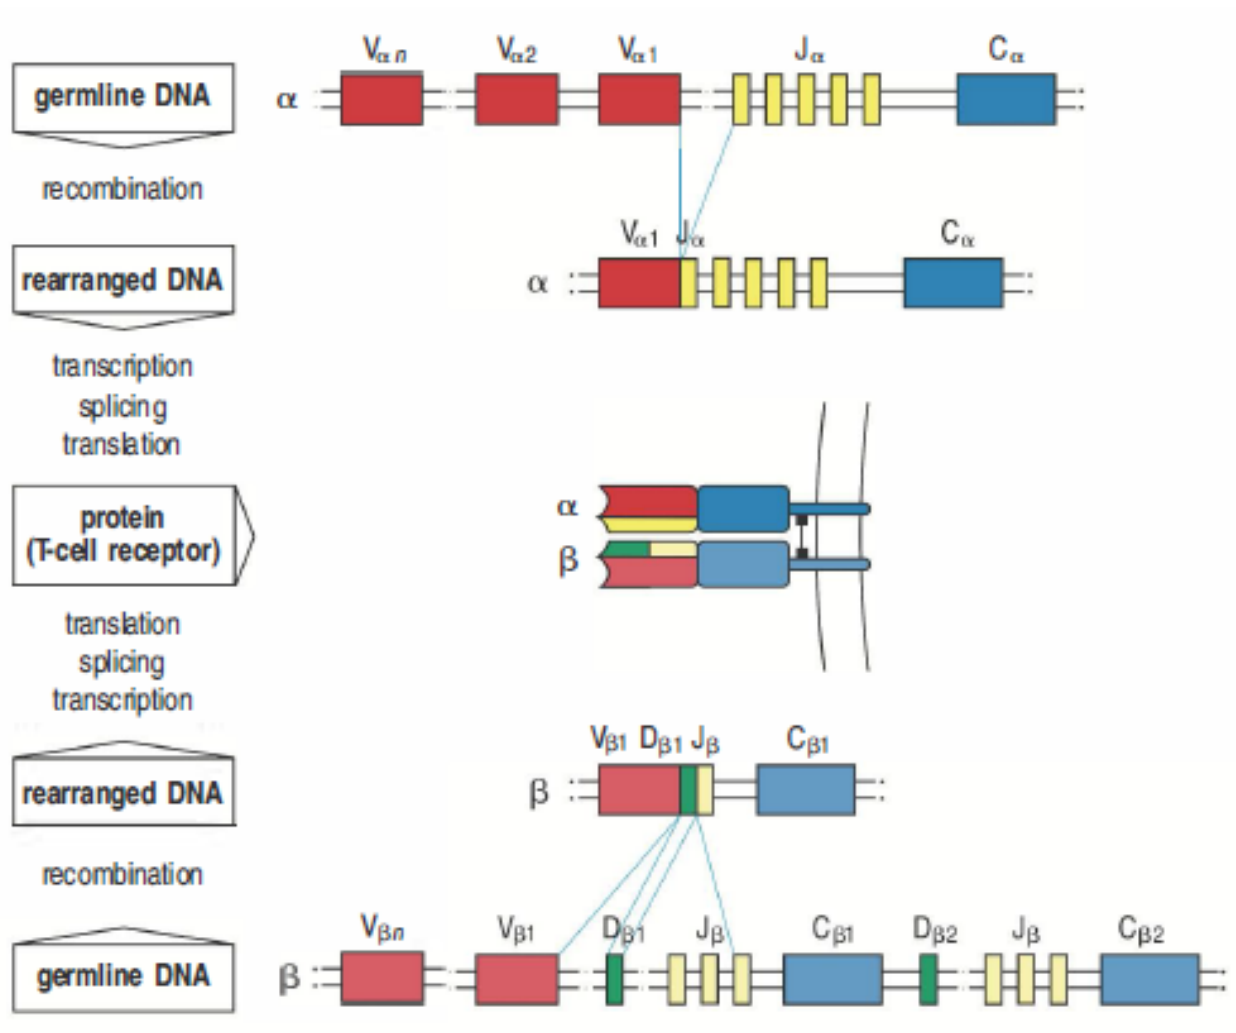 Vα n Vα2 Vα1 Jα Cα
germline DNA α
recombination
Vα1 Jα Cα
rearranged DNA α
transcription
splicing
translation
α
protein
(T-cell receptor)
β
translation
splicing
transcription
Vβ1 Dβ1 Jβ Cβ1
rearranged DNA β
recombination
Vβn Vβ1 Dβ1 Jβ Cβ1 Dβ2 Jβ Cβ2
germline DNA β